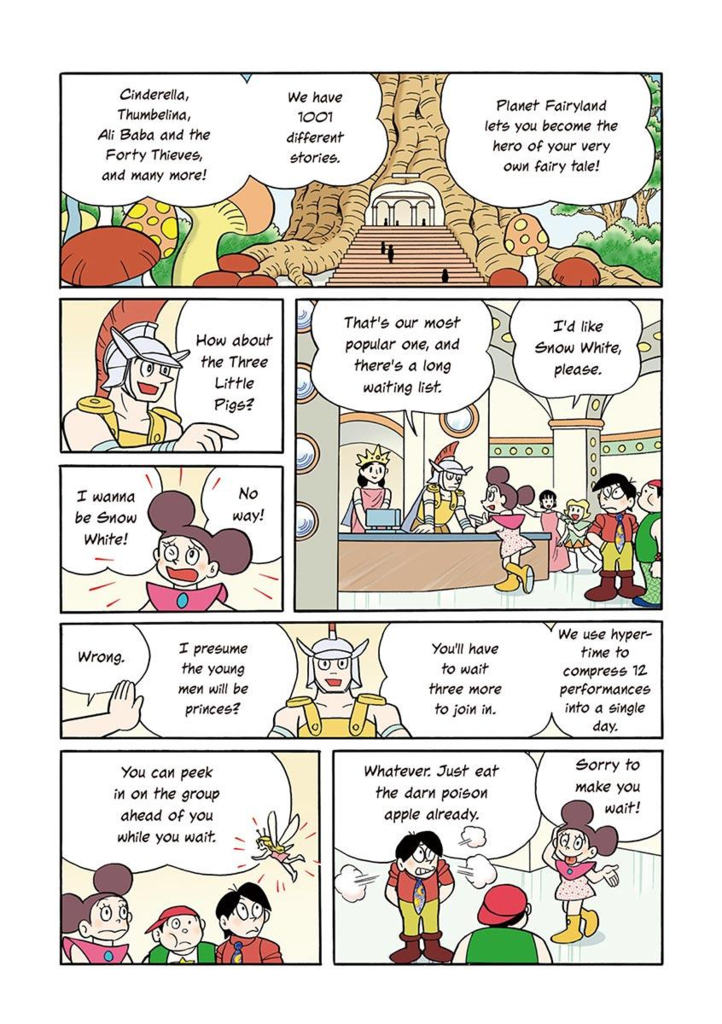 Planet Fairyland
lets you become the
hero of your very
own fairy tale!
We have
1001
different
stories.
Cinderella,
Thumbelina,
Ali Baba and the
Forty Thieves,
and many more!
I'd like
Snow White,
please.
That's our most
popular one, and
there's a long
waiting list.
How about
the Three
Little
Pigs?
No
way!
I wanna
be Snow
White!
We use hyper-
time to
compress 12
performances
into a single
day.
You'll have
to wait
three more
to join in.
I presume
the young
men will be
princes?
Wrong.
Sorry to
make you
wait!
Whatever. Just eat
the darn poison
apple already.
You can peek
in on the group
ahead of you
while you wait.